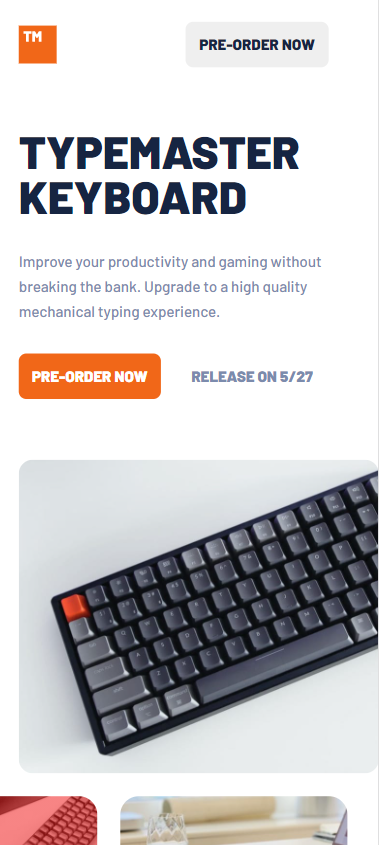 TM
PRE-ORDER NOW
TYPEMASTER
KEYBOARD
Improve your productivity and gaming without
breaking the bank. Upgrade to a high quality
mechanical typing experience.
PRE-ORDER NOW
RELEASE ON 5/27